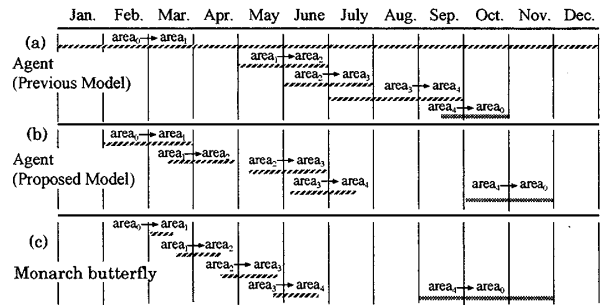 Jan. Feb. Mar. Apr. May June July Aug. Sep. Oct. Nov. Dec.
(a) area₀→area₁
Agent area₁→area₂
(Previous Model) area₂→area₃ area₃→area₄
area₄→area₀
(b) area₀→area₁
Agent area₁→area₂ area₂→area₃
(Proposed Model) area₃→area₄ area₄→area₀
(c) area₀→area₁
Monarch butterfly area₁→area₂
area₂→area₃
area₃→area₄ area₄→area₀